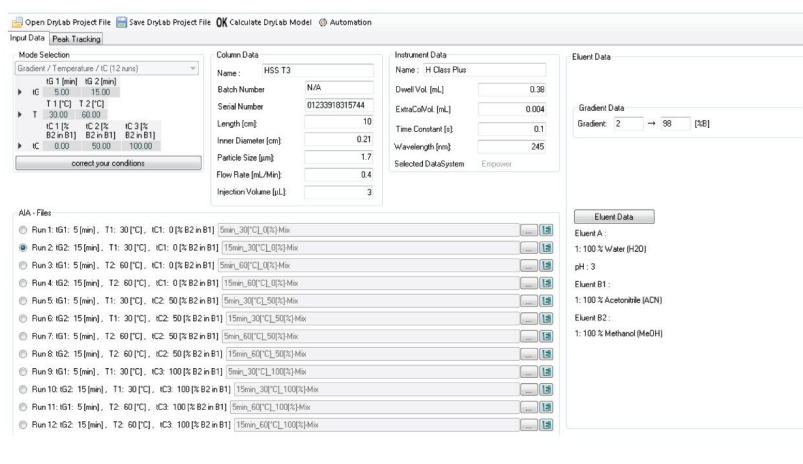 Open DryLab Project File Save DryLab Project File OK Calculate DryLab Model Automation
Input Data Peak Tracking
Mode Selection
Gradient / Temperature / tC (12 runs)
tG 1 [min] tG 2 [min]
tG 5.00 15.00
T 1 [°C] T 2 [°C]
T 30.00 60.00
tC 1 [% B2 in B1] tC 2 [% B2 in B1] tC 3 [% B2 in B1]
tC 0.00 50.00 100.00
correct your conditions
Column Data
Name : HSS T3
Batch Number N/A
Serial Number 01233918315744
Length [cm]: 10
Inner Diameter [cm]: 0.21
Particle Size [µm]: 1.7
Flow Rate [mL/Min]: 0.4
Injection Volume [µL]: 3
Instrument Data
Name : H Class Plus
Dwell Vol. [mL] 0.38
ExtraColVol. [mL] 0.004
Time Constant [s]: 0.1
Wavelength [nm]: 245
Selected DataSystem Empower
Eluent Data
Gradient Data
Gradient: 2 → 98 [%B]
Eluent Data
Eluent A :
1: 100 % Water (H2O)
pH : 3
Eluent B1 :
1: 100 % Acetonitrile (ACN)
Eluent B2 :
1: 100 % Methanol (MeOH)
AIA - Files
Run 1: tG1: 5 [min] , T1: 30 [°C] , tC1: 0 [% B2 in B1] 5min_30[°C]_0[%]-Mix ...
Run 2: tG2: 15 [min] , T1: 30 [°C] , tC1: 0 [% B2 in B1] 15min_30[°C]_0[%]-Mix ...
Run 3: tG1: 5 [min] , T2: 60 [°C] , tC1: 0 [% B2 in B1] 5min_60[°C]_0[%]-Mix ...
Run 4: tG2: 15 [min] , T2: 60 [°C] , tC1: 0 [% B2 in B1] 15min_60[°C]_0[%]-Mix ...
Run 5: tG1: 5 [min] , T1: 30 [°C] , tC2: 50 [% B2 in B1] 5min_30[°C]_50[%]-Mix ...
Run 6: tG2: 15 [min] , T1: 30 [°C] , tC2: 50 [% B2 in B1] 15min_30[°C]_50[%]-Mix ...
Run 7: tG1: 5 [min] , T2: 60 [°C] , tC2: 50 [% B2 in B1] 5min_60[°C]_50[%]-Mix ...
Run 8: tG2: 15 [min] , T2: 60 [°C] , tC2: 50 [% B2 in B1] 15min_60[°C]_50[%]-Mix ...
Run 9: tG1: 5 [min] , T1: 30 [°C] , tC3: 100 [% B2 in B1] 5min_30[°C]_100[%]-Mix ...
Run 10: tG2: 15 [min] , T1: 30 [°C] , tC3: 100 [% B2 in B1] 15min_30[°C]_100[%]-Mix ...
Run 11: tG1: 5 [min] , T2: 60 [°C] , tC3: 100 [% B2 in B1] 5min_60[°C]_100[%]-Mix ...
Run 12: tG2: 15 [min] , T2: 60 [°C] , tC3: 100 [% B2 in B1] 15min_60[°C]_100[%]-Mix ...